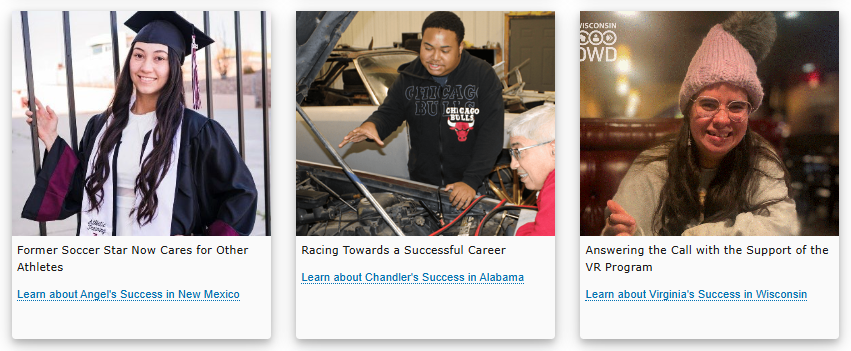 Athletic
Training
CHICAGO
BULLS
CHICAGO
BULLS
WISCONSIN
DWD
Former Soccer Star Now Cares for Other
Athletes
Learn about Angel's Success in New Mexico
Racing Towards a Successful Career
Learn about Chandler's Success in Alabama
Answering the Call with the Support of the
VR Program
Learn about Virginia's Success in Wisconsin